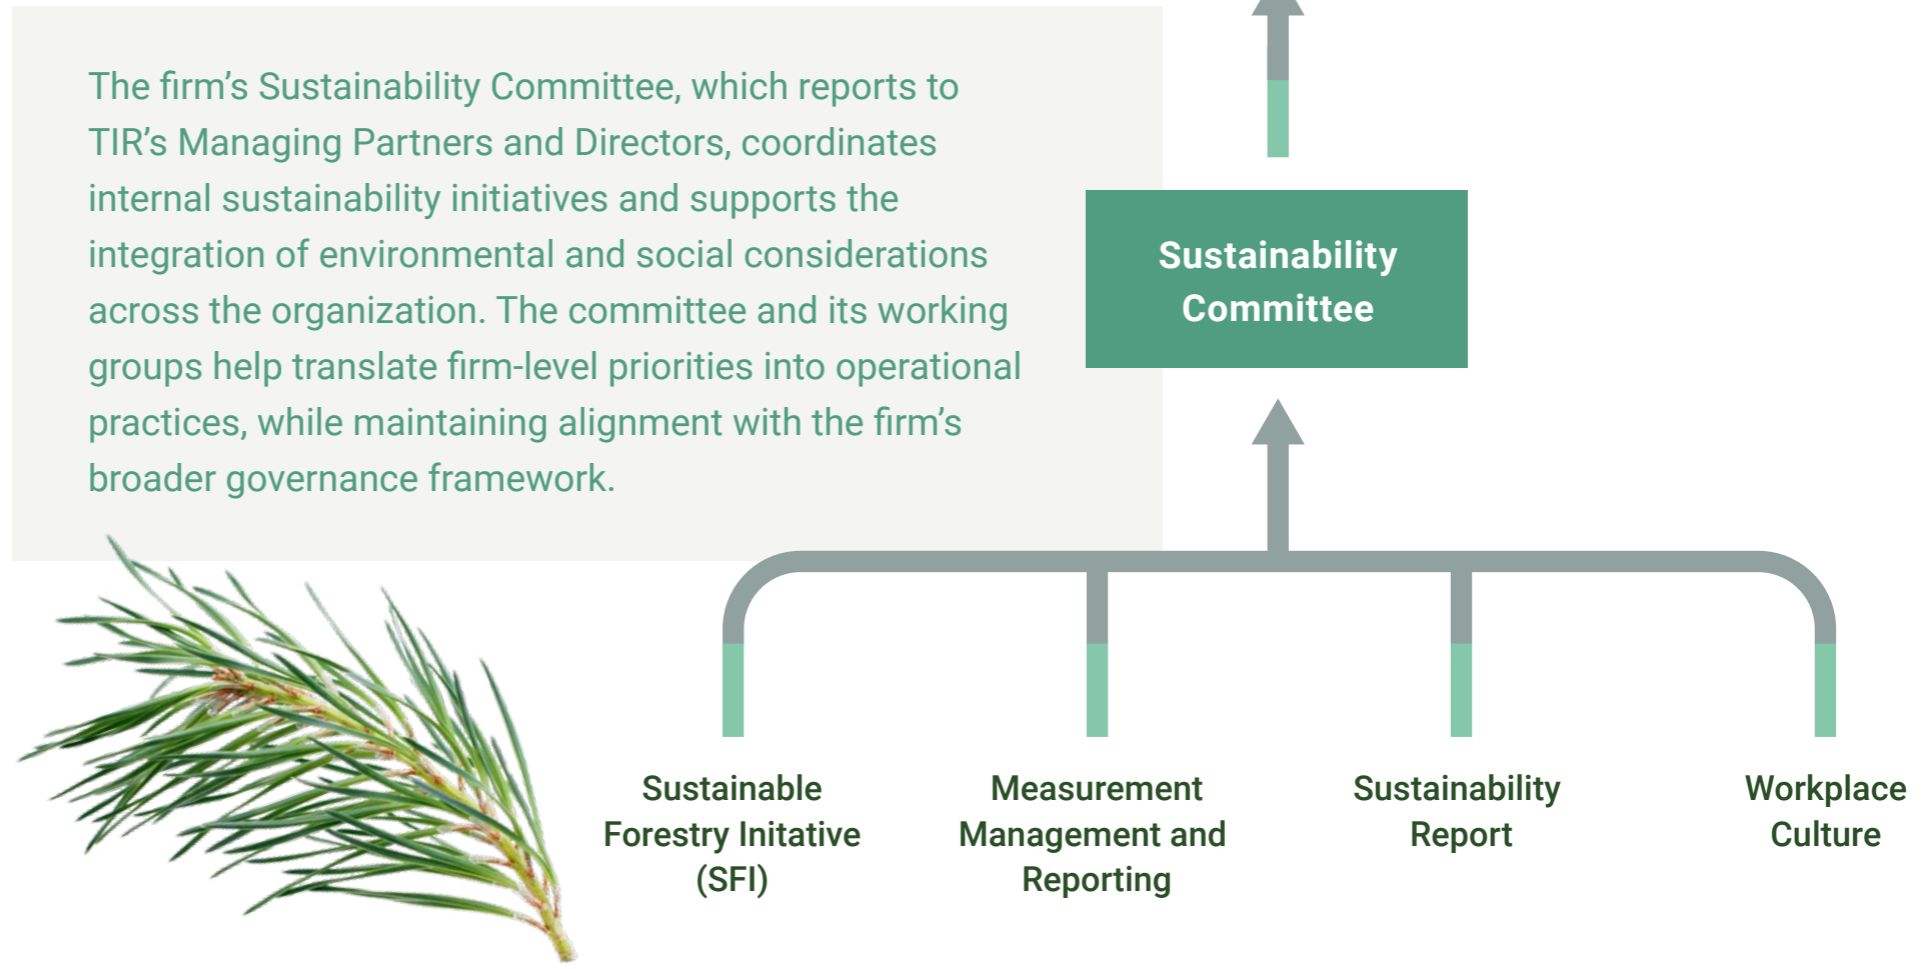 The firm’s Sustainability Committee, which reports to
TIR’s Managing Partners and Directors, coordinates
internal sustainability initiatives and supports the
integration of environmental and social considerations
across the organization. The committee and its working
groups help translate firm-level priorities into operational
practices, while maintaining alignment with the firm’s
broader governance framework.
Sustainability
Committee
Sustainable
Forestry Initative
(SFI)
Measurement
Management and
Reporting
Sustainability
Report
Workplace
Culture